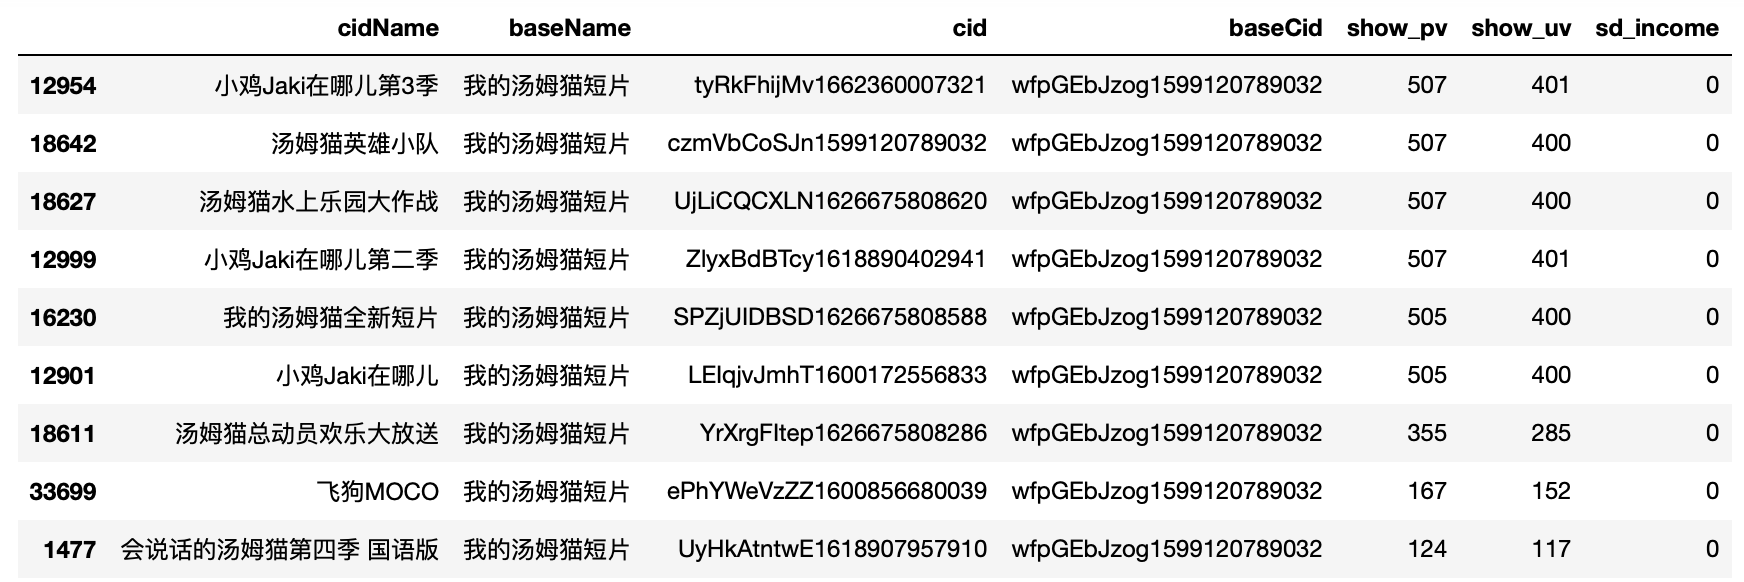 cidName baseName cid baseCid show_pv show_uv sd_income
12954 小鸡Jaki在哪儿第3季 我的汤姆猫短片 tyRkFhijMv1662360007321 wfpGEbJzog1599120789032 507 401 0
18642 汤姆猫英雄小队 我的汤姆猫短片 czmVbCoSJn1599120789032 wfpGEbJzog1599120789032 507 400 0
18627 汤姆猫水上乐园大作战 我的汤姆猫短片 UjLiCQCXLN1626675808620 wfpGEbJzog1599120789032 507 400 0
12999 小鸡Jaki在哪儿第二季 我的汤姆猫短片 ZlyxBdBTcy1618890402941 wfpGEbJzog1599120789032 507 401 0
16230 我的汤姆猫全新短片 我的汤姆猫短片 SPZjUIDBSD1626675808588 wfpGEbJzog1599120789032 505 400 0
12901 小鸡Jaki在哪儿 我的汤姆猫短片 LElqjvJmhT1600172556833 wfpGEbJzog1599120789032 505 400 0
18611 汤姆猫总动员欢乐大放送 我的汤姆猫短片 YrXrgFltep1626675808286 wfpGEbJzog1599120789032 355 285 0
33699 飞狗MOCO 我的汤姆猫短片 ePhYWeVzZZ1600856680039 wfpGEbJzog1599120789032 167 152 0
1477 会说话的汤姆猫第四季 国语版 我的汤姆猫短片 UyHkAtntwE1618907957910 wfpGEbJzog1599120789032 124 117 0